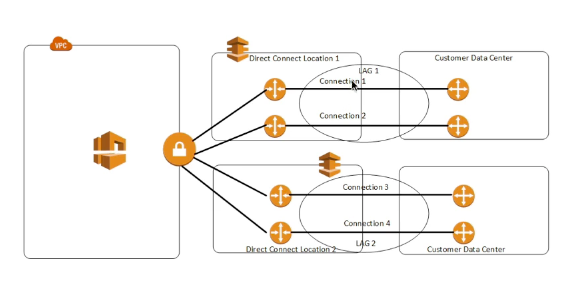 VPC
Direct Connect Location 1
Customer Data Center
LAG 1
Connection 1
Connection 2
Connection 3
Connection 4
LAG 2
Direct Connect Location 2
Customer Data Center